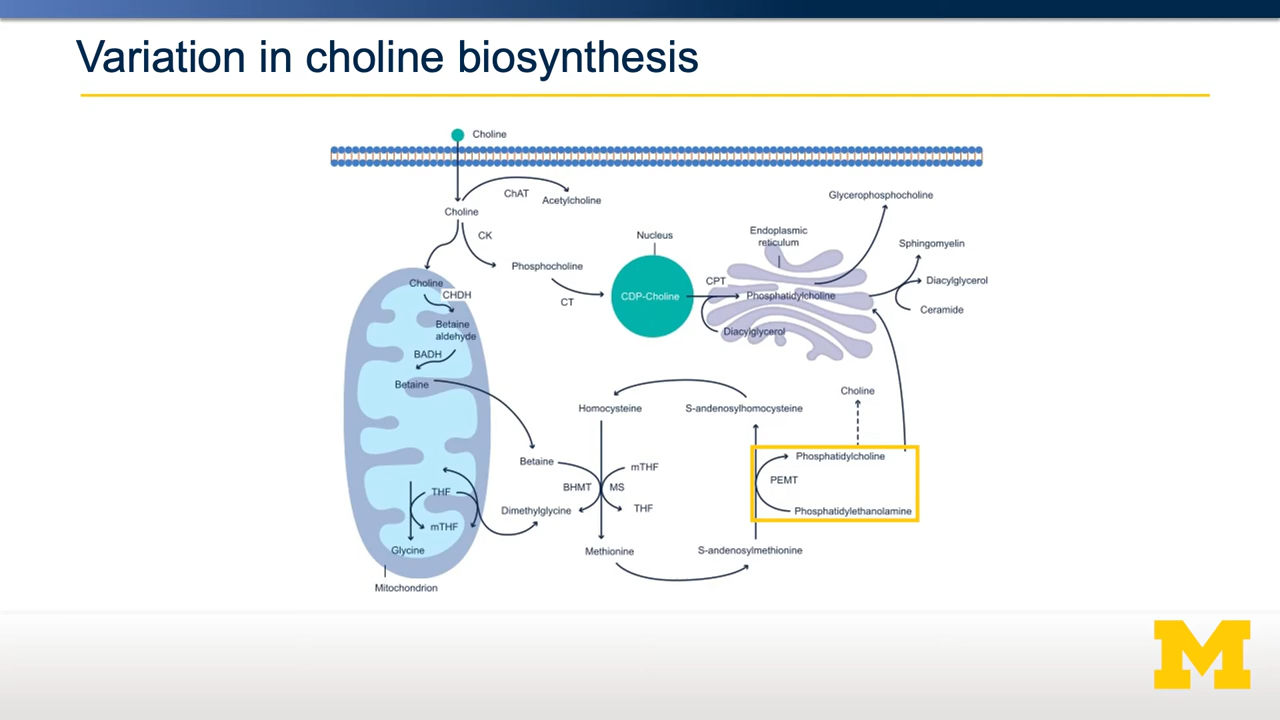 Variation in choline biosynthesis
Choline
ChAT
Acetylcholine
Choline
CK
Phosphocholine
CT
Nucleus
CDP-Choline
CPT
Endoplasmic
reticulum
Phosphatidylcholine
Diacylglycerol
Glycerophosphocholine
Sphingomyelin
Diacylglycerol
Ceramide
Choline
CHDH
Betaine
aldehyde
BADH
Betaine
THF
mTHF
Glycine
Mitochondrion
Betaine
BHMT
Dimethylglycine
Homocysteine
mTHF
MS
THF
Methionine
S-andenosylhomocysteine
S-andenosylmethionine
Choline
Phosphatidylcholine
PEMT
Phosphatidylethanolamine
M